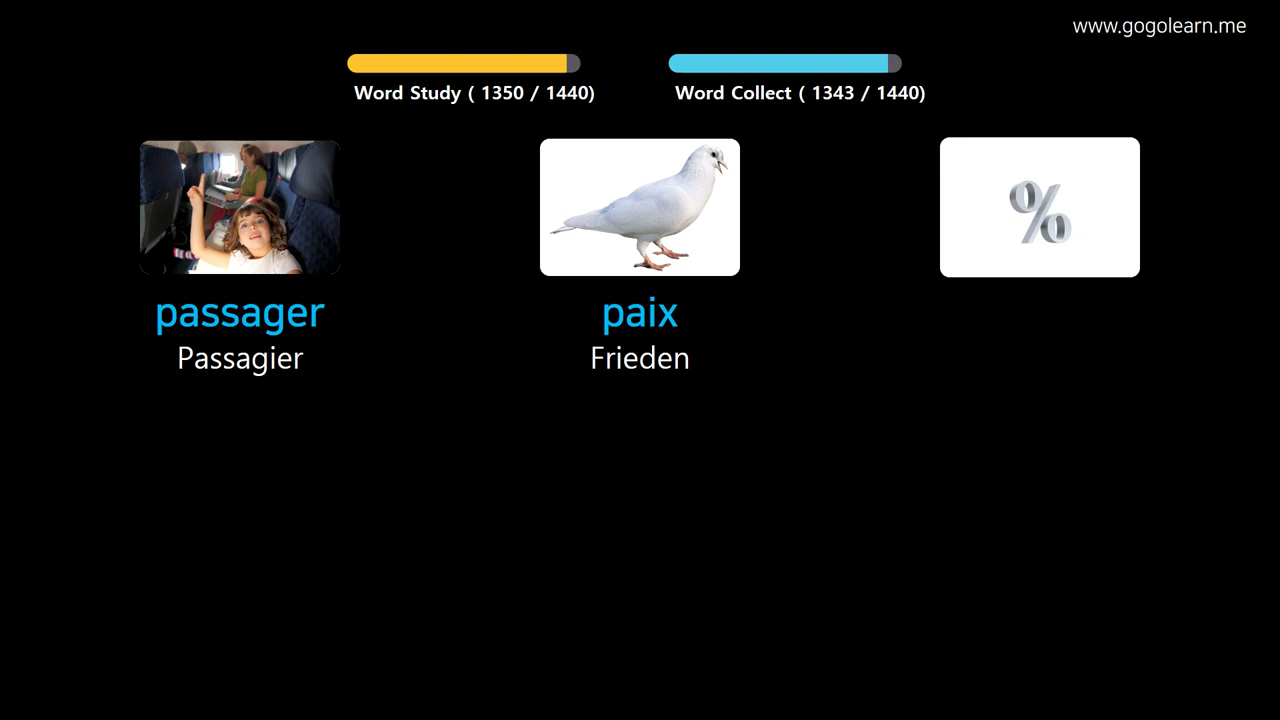 www.gogolearn.me
Word Study ( 1350 / 1440)
Word Collect ( 1343 / 1440)
%
passager
paix
Passagier
Frieden